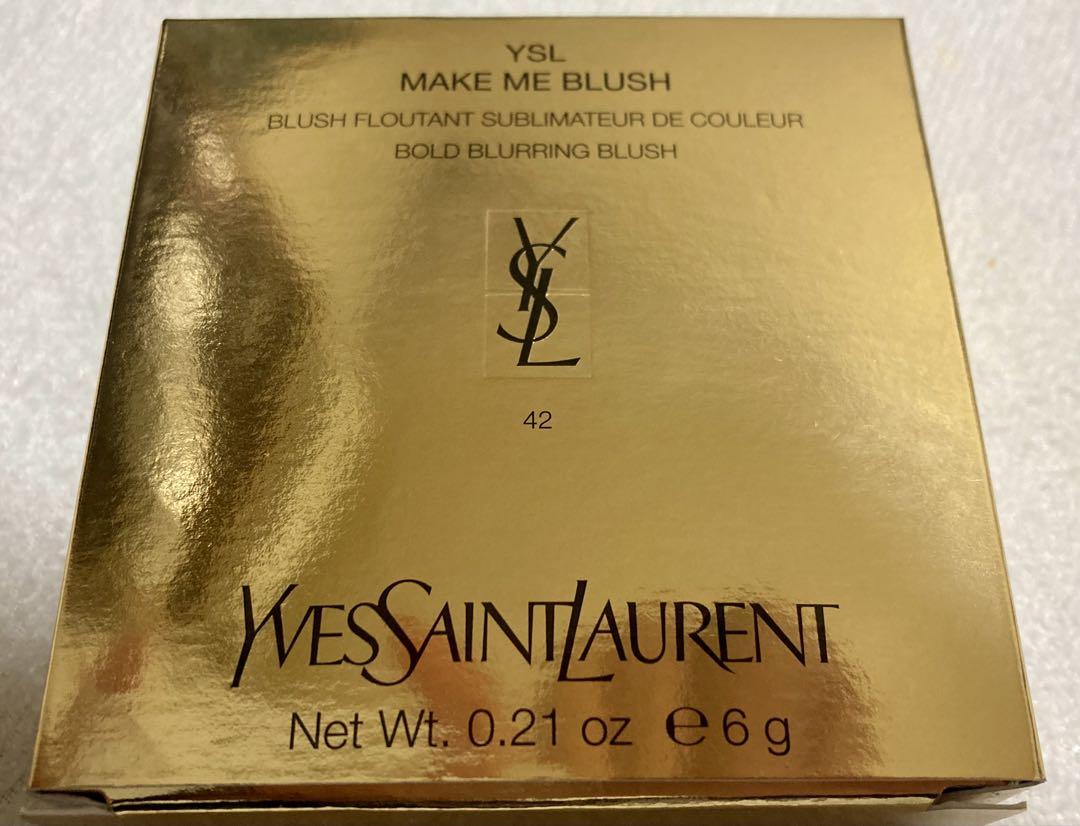 YSL
MAKE ME BLUSH
BLUSH FLOUTANT SUBLIMATEUR DE COULEUR
BOLD BLURRING BLUSH
YSL
42
YVESSAINTLAURENT
Net Wt. 0.21 oz ℮ 6 g